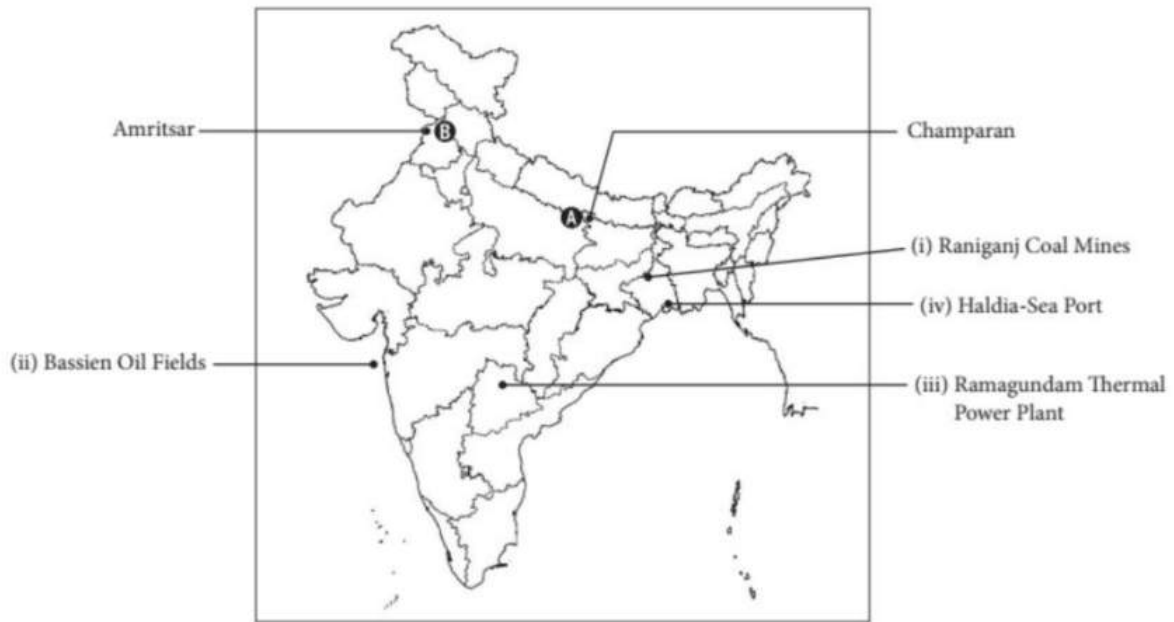 Amritsar
B
Champaran
A
(i) Raniganj Coal Mines
(iv) Haldia-Sea Port
(ii) Bassien Oil Fields
(iii) Ramagundam Thermal
Power Plant